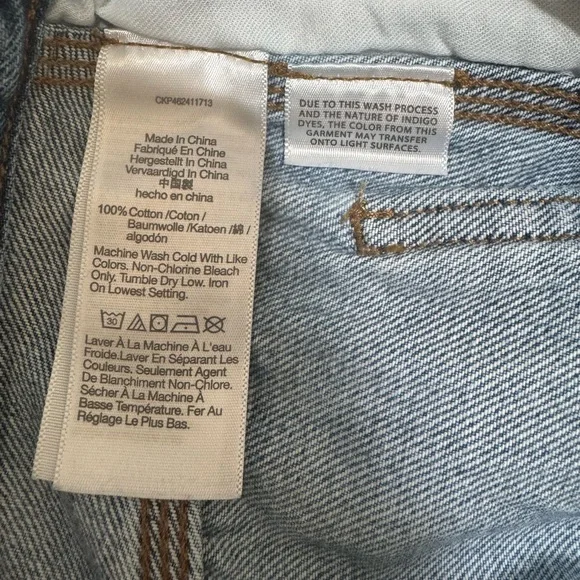 CKP462411713
Made In China
Fabriqué En Chine
Hergestellt In China
Vervaardigd In China
中国製
hecho en china
100% Cotton /Coton /
Baumwolle /Katoen /綿 /
algodón
Machine Wash Cold With Like
Colors. Non-Chlorine Bleach
Only. Tumble Dry Low. Iron
On Lowest Setting.
30
Laver À La Machine À L'eau
Froide.Laver En Séparant Les
Couleurs. Seulement Agent
De Blanchiment Non-Chlore.
Sécher À La Machine À
Basse Température. Fer Au
Réglage Le Plus Bas.
DUE TO THIS WASH PROCESS
AND THE NATURE OF INDIGO
DYES, THE COLOR FROM THIS
GARMENT MAY TRANSFER
ONTO LIGHT SURFACES.